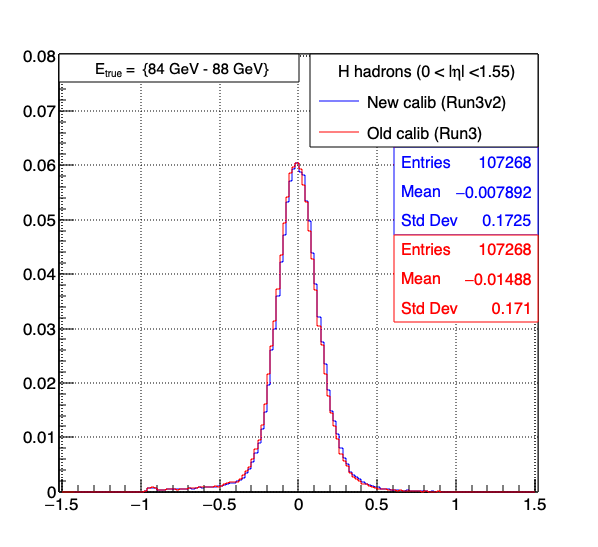 E_true = {84 GeV - 88 GeV}
H hadrons (0 < |η| <1.55)
New calib (Run3v2)
Old calib (Run3)
Entries 107268
Mean −0.007892
Std Dev 0.1725
Entries 107268
Mean −0.01488
Std Dev 0.171
0.08
0.07
0.06
0.05
0.04
0.03
0.02
0.01
0
−1.5 −1 −0.5 0 0.5 1 1.5